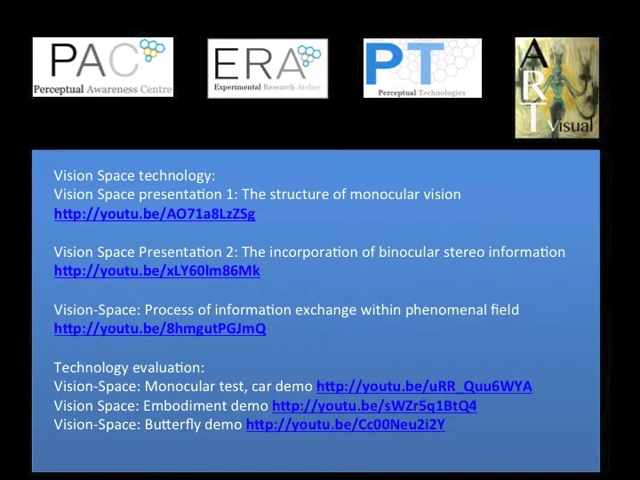 PAC
Perceptual Awareness Centre
ERA
Experimental Research Atelier
PT
Perceptual Technologies
ART Visual
Vision Space technology:
Vision Space presentation 1: The structure of monocular vision
http://youtu.be/AO71a8LzZSg
Vision Space Presentation 2: The incorporation of binocular stereo information
http://youtu.be/xLY60lm86Mk
Vision-Space: Process of information exchange within phenomenal field
http://youtu.be/8hmgutPGJmQ
Technology evaluation:
Vision-Space: Monocular test, car demo http://youtu.be/uRR_Quu6WYA
Vision Space: Embodiment demo http://youtu.be/sWZr5q1BtQ4
Vision-Space: Butterfly demo http://youtu.be/Cc00Neu2i2Y